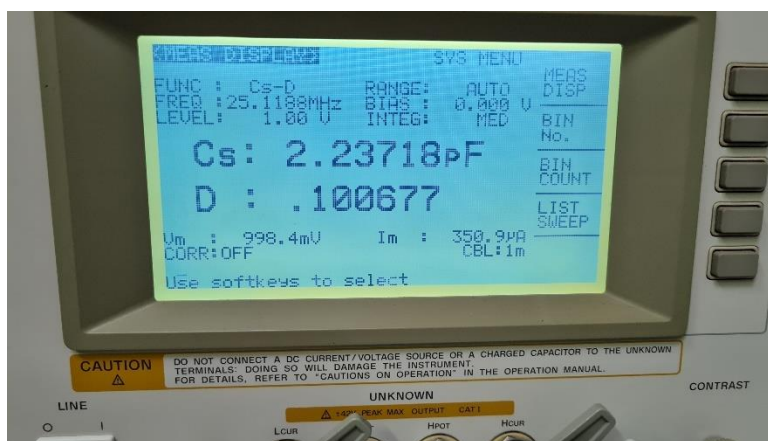 <MEAS DISPLAY> SYS MENU
FUNC : Cs-D RANGE: AUTO
FREQ :25.1188MHz BIAS : 0.000 V
LEVEL: 1.00 V INTEG: MED
MEAS
DISP
BIN
No.
BIN
COUNT
LIST
SWEEP
Cs: 2.23718pF
D : .100677
Vm : 998.4mV Im : 350.9µA
CORR:OFF CBL:1m
Use softkeys to select
CAUTION
DO NOT CONNECT A DC CURRENT/VOLTAGE SOURCE OR A CHARGED CAPACITOR TO THE UNKNOWN
TERMINALS: DOING SO WILL DAMAGE THE INSTRUMENT.
FOR DETAILS, REFER TO "CAUTIONS ON OPERATION" IN THE OPERATION MANUAL.
CONTRAST
LINE
O I
UNKNOWN
PEAK MAX OUTPUT CAT I
LCUR HPOT HCUR